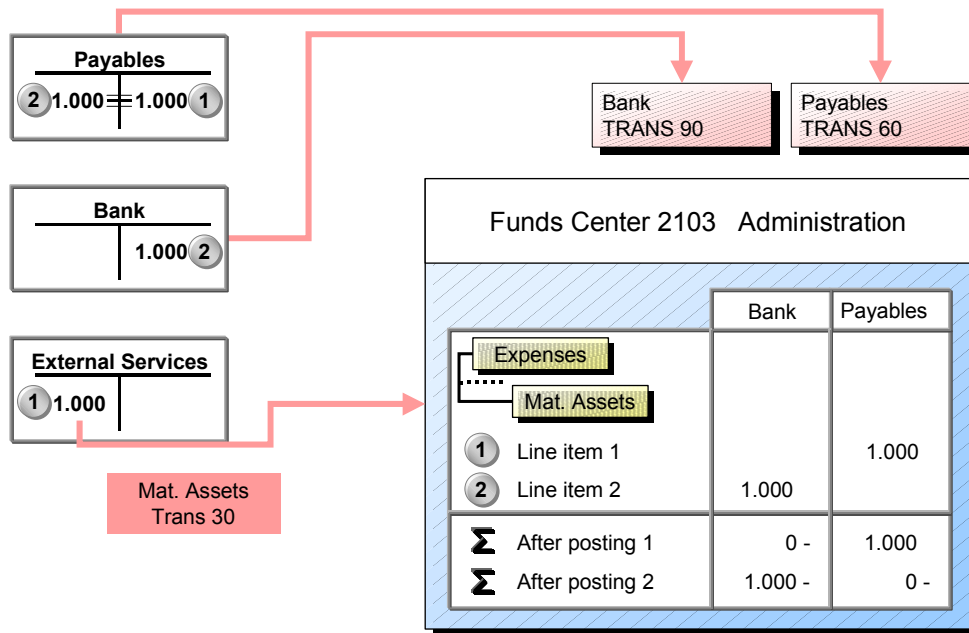 Payables
2 1.000 1.000 1
Bank
1.000 2
External Services
1 1.000
Mat. Assets
Trans 30
Bank
TRANS 90
Payables
TRANS 60
Funds Center 2103 Administration
Bank Payables
Expenses
Mat. Assets
1 Line item 1 1.000
2 Line item 2 1.000
Σ After posting 1 0 - 1.000
Σ After posting 2 1.000 - 0 -